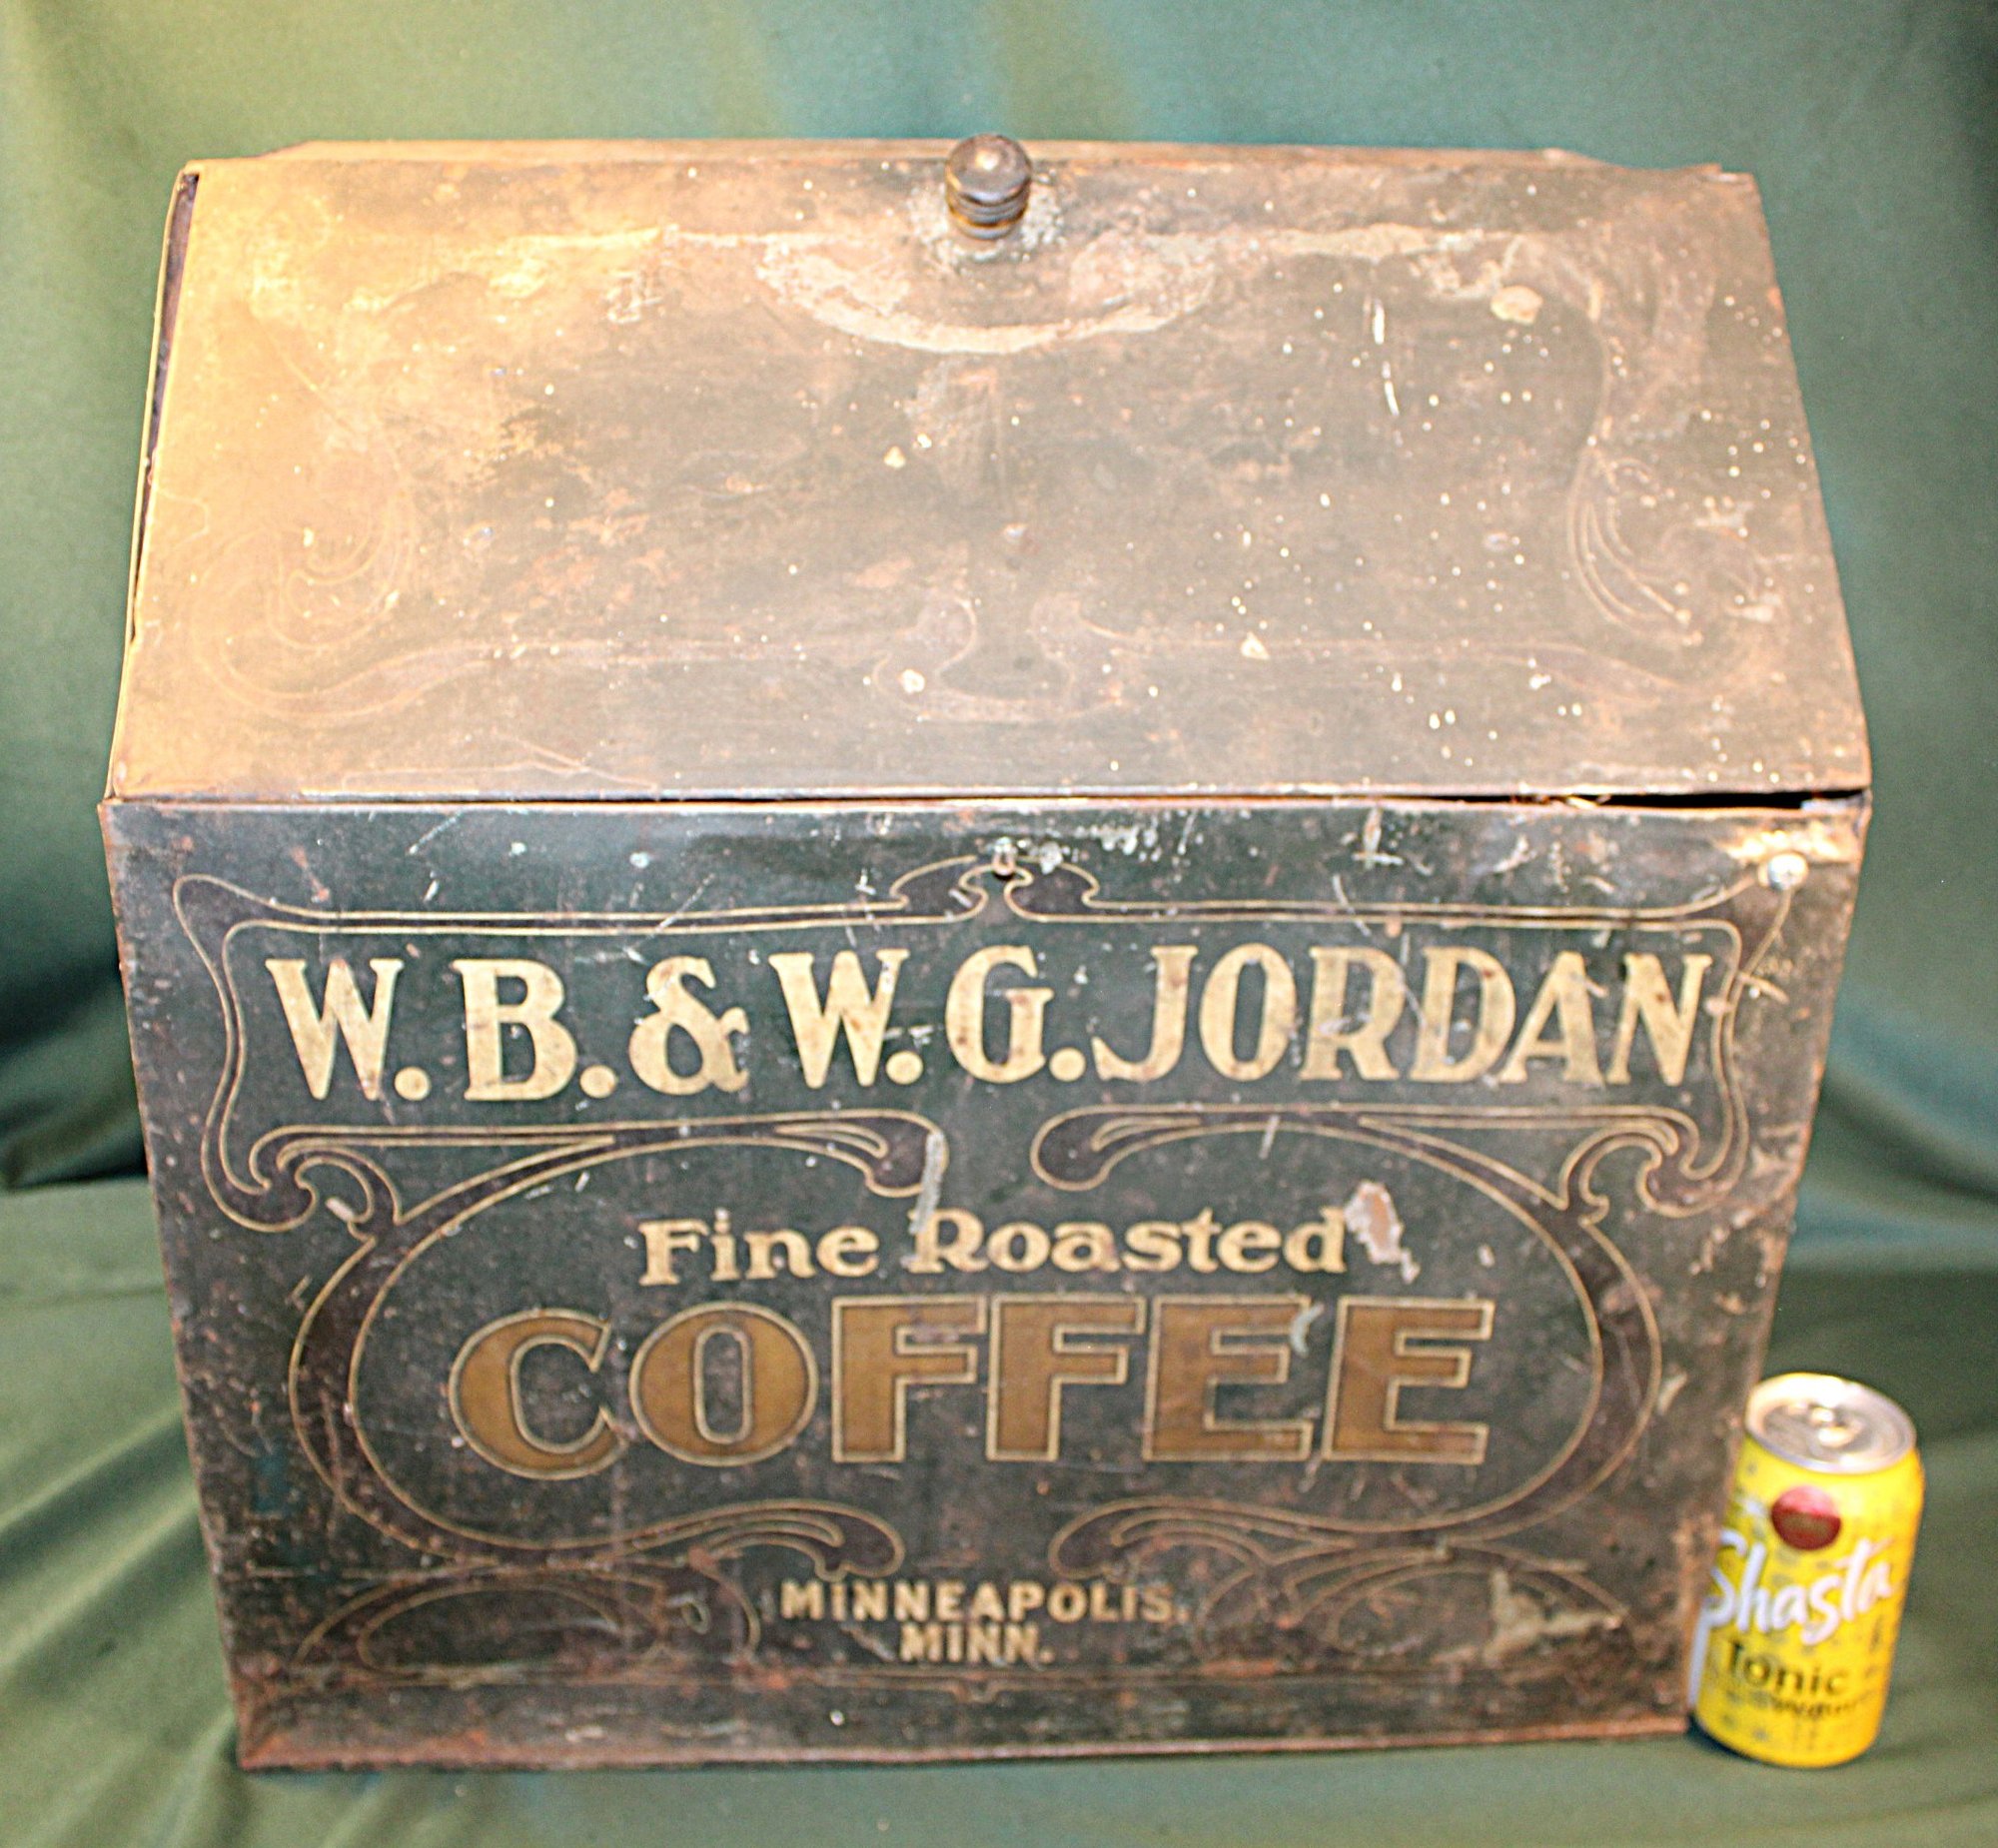 W. B. & W. G. JORDAN
Fine Roasted
COFFEE
MINNEAPOLIS.
MINN.
Shasta
Tonic